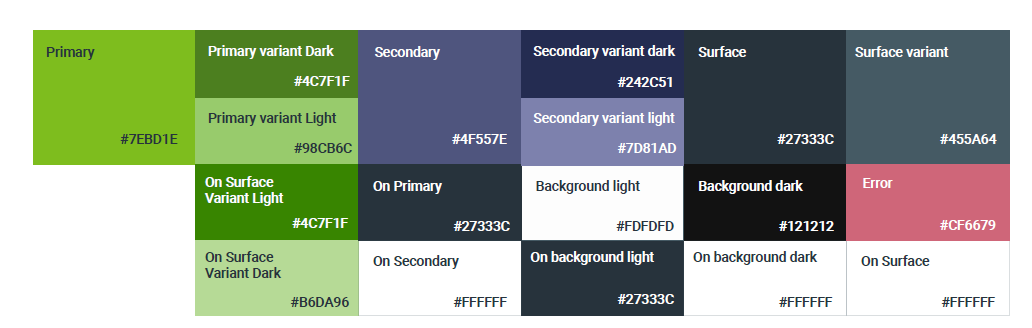 Primary
#7EBD1E
Primary variant Dark
#4C7F1F
Primary variant Light
#98CB6C
Secondary
#4F557E
Secondary variant dark
#242C51
Secondary variant light
#7D81AD
Surface
#27333C
Surface variant
#455A64
On Surface
Variant Light
#4C7F1F
On Primary
#27333C
Background light
#FDFDFD
Background dark
#121212
Error
#CF6679
On Surface
Variant Dark
#B6DA96
On Secondary
#FFFFFF
On background light
#27333C
On background dark
#FFFFFF
On Surface
#FFFFFF